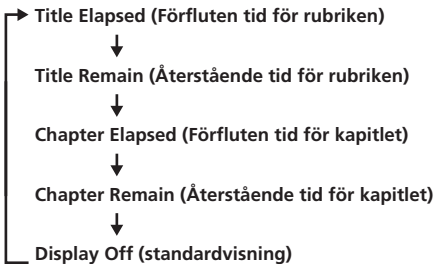 Title Elapsed (Förfluten tid för rubriken)
Title Remain (Återstående tid för rubriken)
Chapter Elapsed (Förfluten tid för kapitlet)
Chapter Remain (Återstående tid för kapitlet)
Display Off (standardvisning)